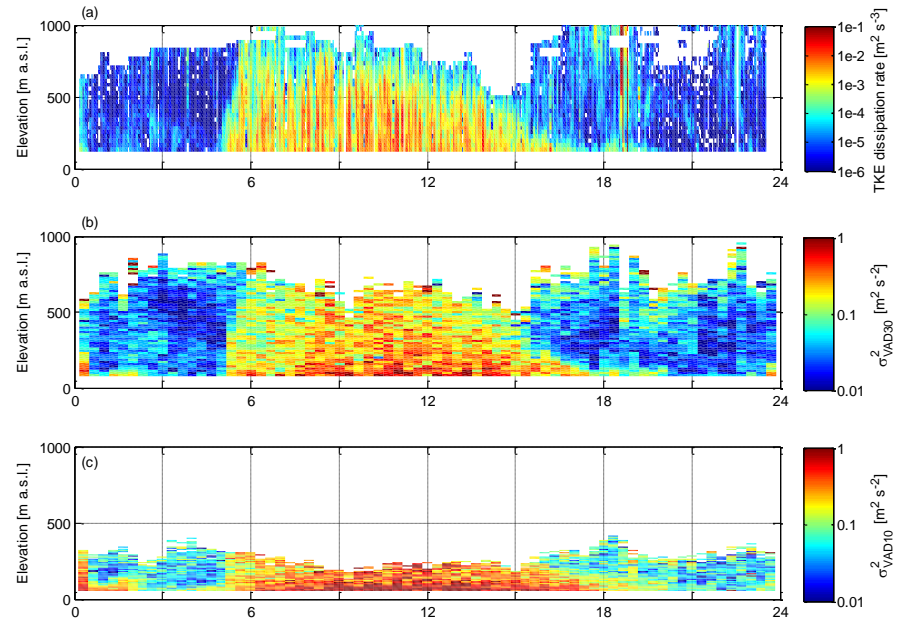 (a)
1000
500
0
Elevation [m a.s.l.]
0 6 12 18 24
1e-1
1e-2
1e-3
1e-4
1e-5
1e-6
TKE dissipation rate [m² s⁻³]
(b)
1000
500
0
Elevation [m a.s.l.]
0 6 12 18 24
1
0.1
0.01
σ²VAD30 [m² s⁻²]
(c)
1000
500
0
Elevation [m a.s.l.]
0 6 12 18 24
1
0.1
0.01
σ²VAD10 [m² s⁻²]